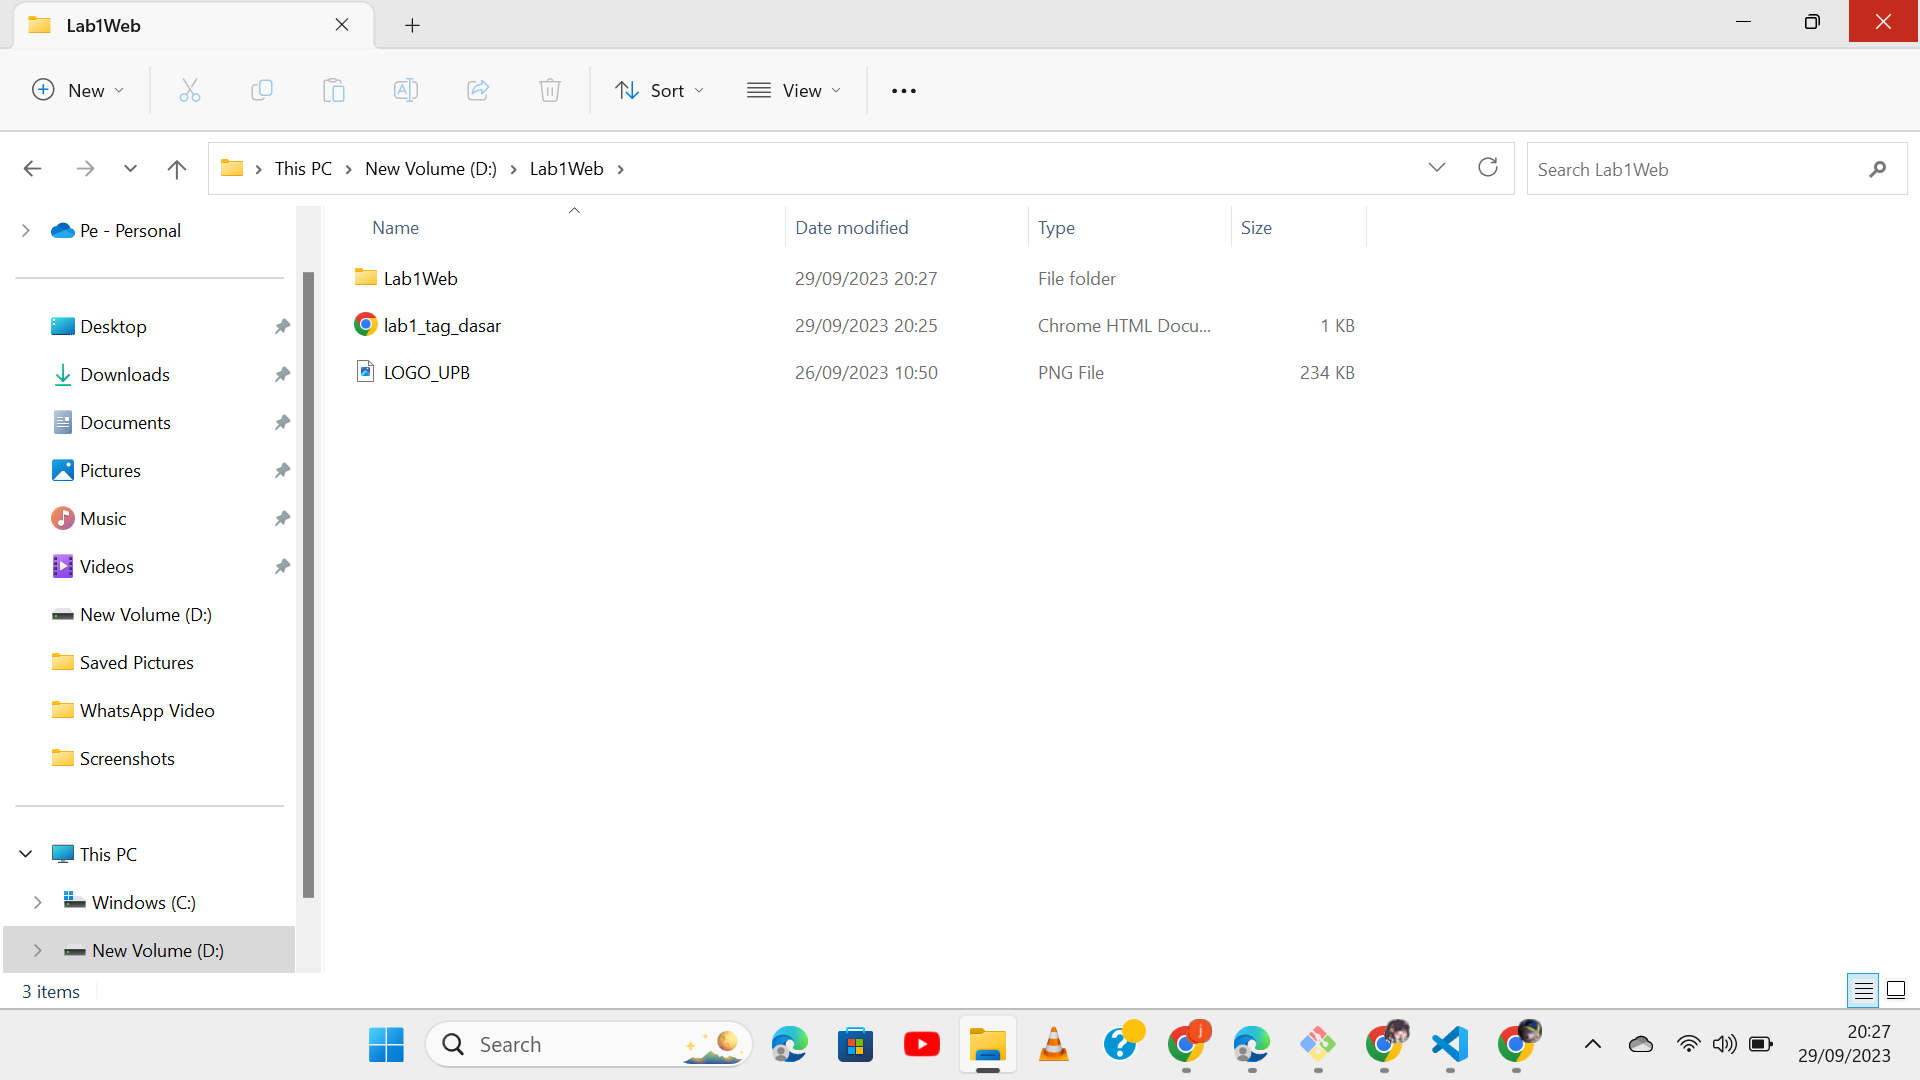 Lab1Web
New Sort View
This PC New Volume (D:) Lab1Web Search Lab1Web
Pe - Personal
Desktop
Downloads
Documents
Pictures
Music
Videos
New Volume (D:)
Saved Pictures
WhatsApp Video
Screenshots
This PC
Windows (C:)
New Volume (D:)
Name Date modified Type Size
Lab1Web 29/09/2023 20:27 File folder
lab1_tag_dasar 29/09/2023 20:25 Chrome HTML Docu... 1 KB
LOGO_UPB 26/09/2023 10:50 PNG File 234 KB
3 items
Search
j
20:27
29/09/2023